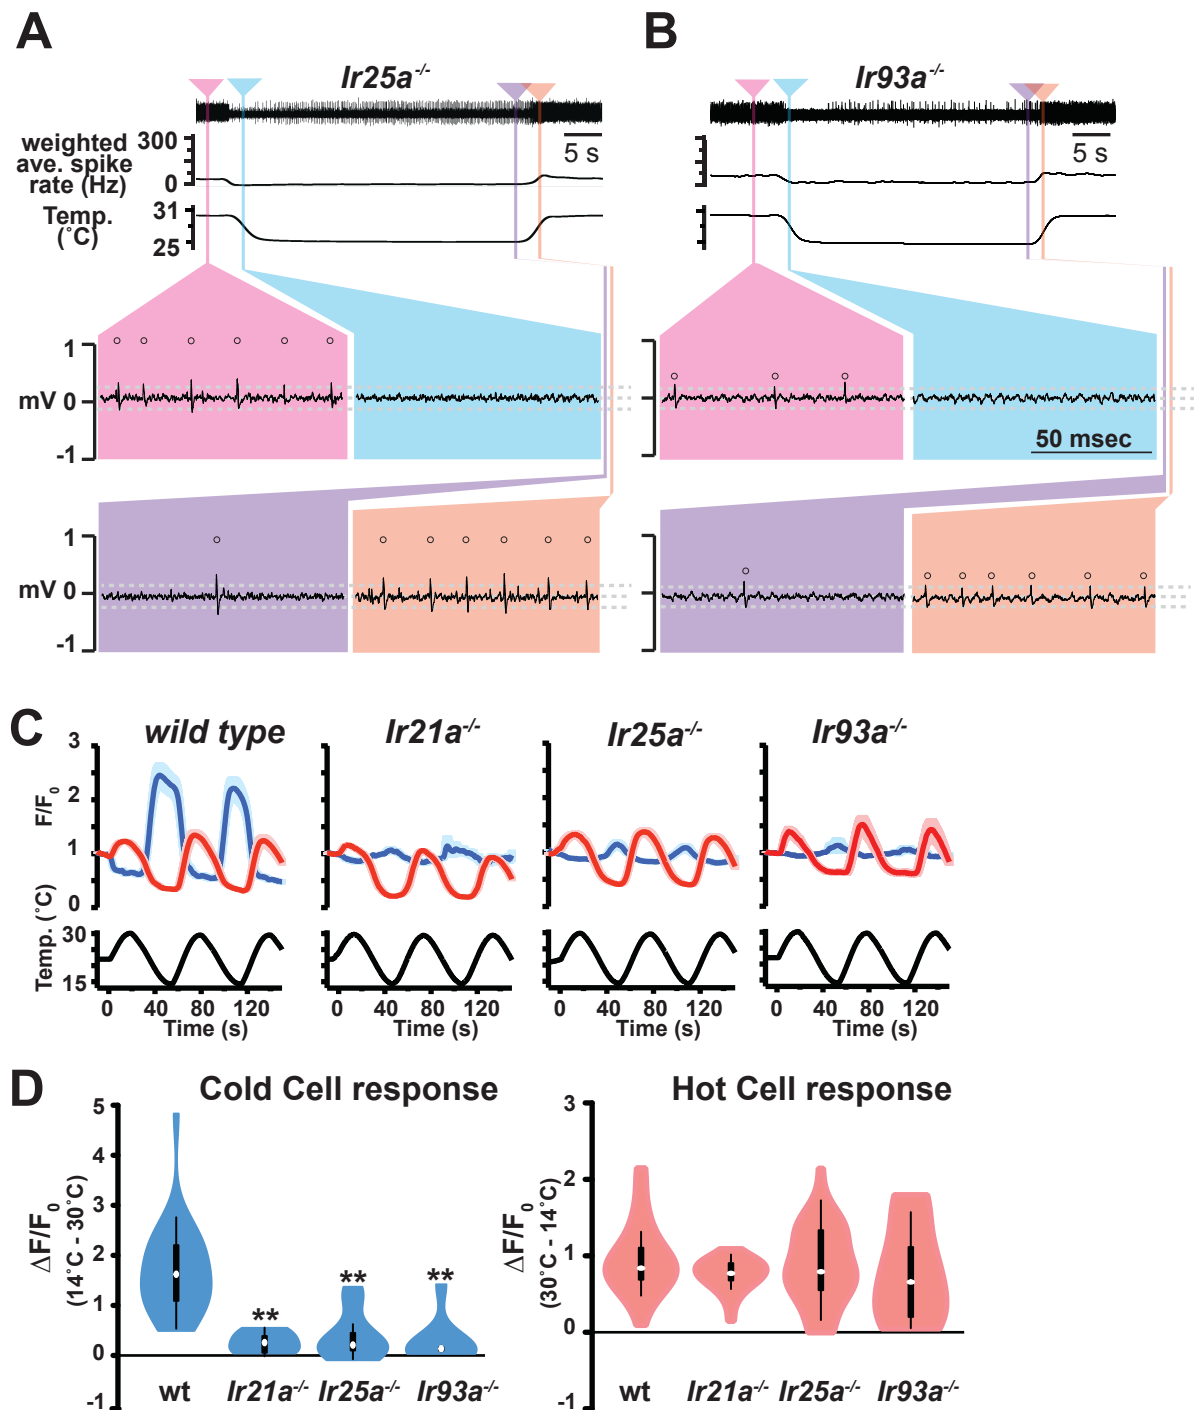 A
B
Ir25a-/-
Ir93a-/-
weighted ave. spike rate (Hz)
300
0
5 s
5 s
Temp. (˚C)
31
25
1
mV 0
-1
50 msec
1
mV 0
-1
C
wild type
Ir21a-/-
Ir25a-/-
Ir93a-/-
F/F0
3
2
1
0
Temp. (˚C)
30
15
0 40 80 120
0 40 80 120
0 40 80 120
0 40 80 120
Time (s)
Time (s)
Time (s)
Time (s)
D
Cold Cell response
Hot Cell response
ΔF/F0
(14˚C - 30˚C)
5
4
3
2
1
0
-1
**
**
**
wt
Ir21a-/-
Ir25a-/-
Ir93a-/-
ΔF/F0
(30˚C - 14˚C)
3
2
1
0
-1
wt
Ir21a-/-
Ir25a-/-
Ir93a-/-